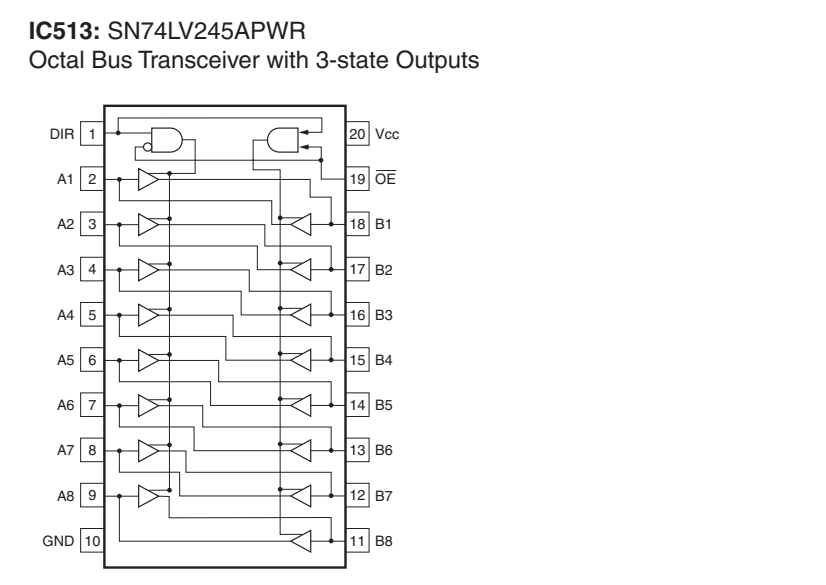 IC513: SN74LV245APWR
Octal Bus Transceiver with 3-state Outputs
DIR 1 20 Vcc
A1 2 19 OE
A2 3 18 B1
A3 4 17 B2
A4 5 16 B3
A5 6 15 B4
A6 7 14 B5
A7 8 13 B6
A8 9 12 B7
GND 10 11 B8